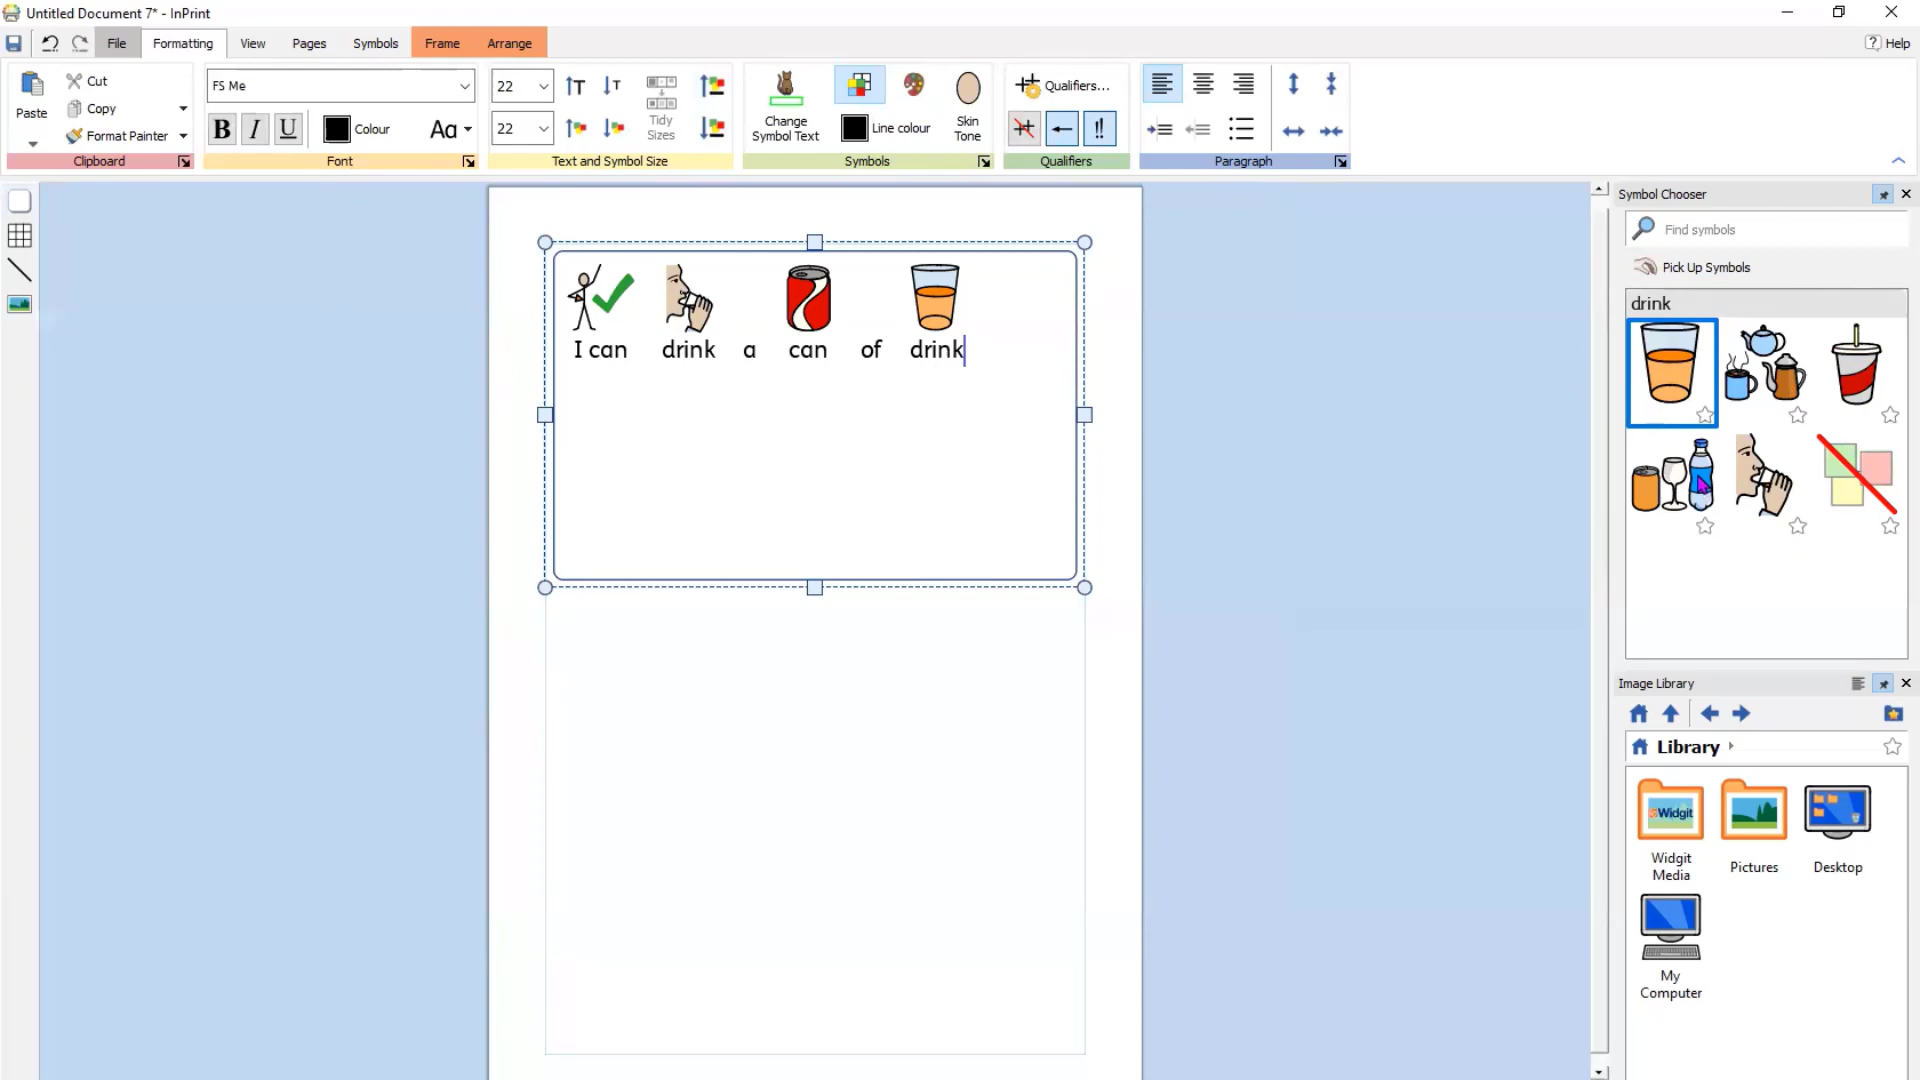 Untitled Document 7* - InPrint
File Formatting View Pages Symbols Frame Arrange Help
Paste
Cut
Copy
Format Painter
Clipboard
FS Me
B I U Colour Aa
Font
22
22
Tidy
Sizes
Text and Symbol Size
Change
Symbol Text
Line colour
Skin
Tone
Symbols
Qualifiers...
Qualifiers
Paragraph
I can drink a can of drink
Symbol Chooser
Find symbols
Pick Up Symbols
drink
Image Library
Library
Widgit
Widgit
Media
Pictures
Desktop
My
Computer